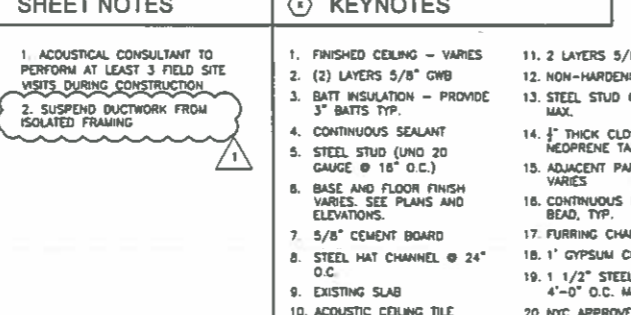 SHEET NOTES
1. ACOUSTICAL CONSULTANT TO
PERFORM AT LEAST 3 FIELD SITE
VISITS DURING CONSTRUCTION
2. SUSPEND DUCTWORK FROM
ISOLATED FRAMING
1
KEYNOTES
1. FINISHED CEILING – VARIES
2. (2) LAYERS 5/8" GWB
3. BATT INSULATION – PROVIDE
3" BATTS TYP.
4. CONTINUOUS SEALANT
5. STEEL STUD (UNO 20
GAUGE @ 16" O.C.)
6. BASE AND FLOOR FINISH
VARIES. SEE PLANS AND
ELEVATIONS.
7. 5/8" CEMENT BOARD
8. STEEL HAT CHANNEL @ 24"
O.C.
9. EXISTING SLAB
10. ACOUSTIC CEILING TILE
11. 2 LAYERS 5/
12. NON-HARDEN
13. STEEL STUD
MAX.
14. THICK CLO
NEOPRENE TA
15. ADJACENT PA
VARIES
16. CONTINUOUS
BEAD, TYP.
17. FURRING CHA
18. 1" GYPSUM C
19. 1 1/2" STEEL
4'-0" O.C. M
20. NYC APPROVE